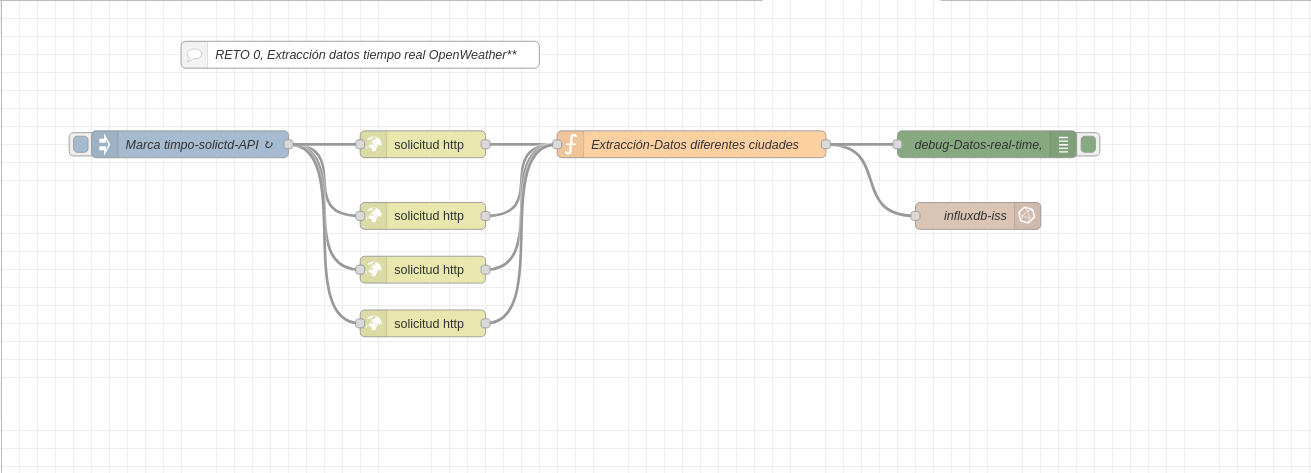 RETO 0, Extracción datos tiempo real OpenWeather**
Marca timpo-solictd-API ↻
solicitud http
Extracción-Datos diferentes ciudades
debug-Datos-real-time,
solicitud http
influxdb-iss
solicitud http
solicitud http